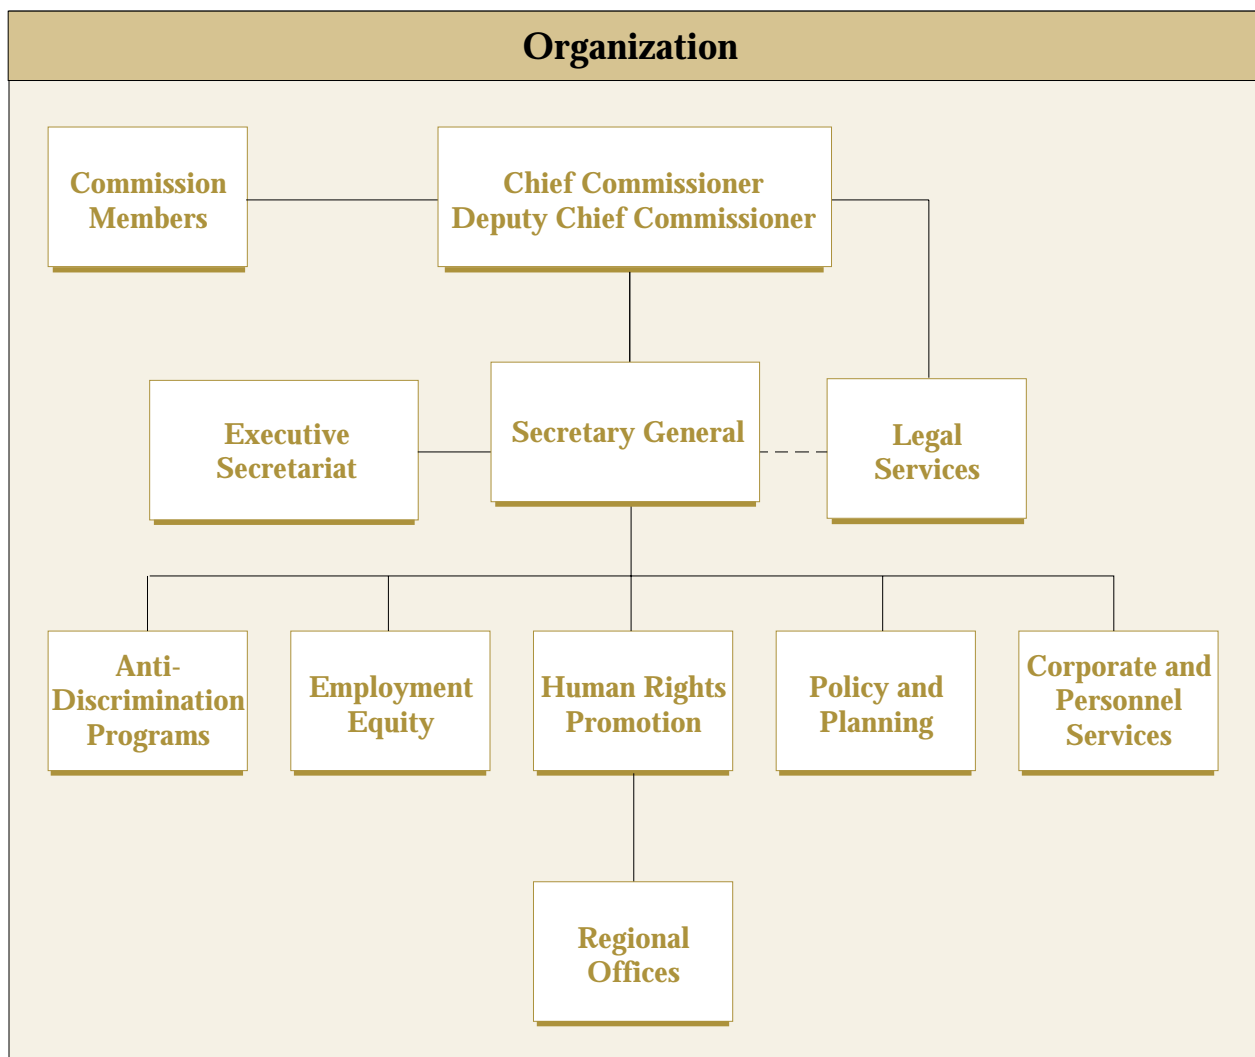 Organization
Commission
Members
Chief Commissioner
Deputy Chief Commissioner
Executive
Secretariat
Secretary General
Legal
Services
Anti-
Discrimination
Programs
Employment
Equity
Human Rights
Promotion
Policy and
Planning
Corporate and
Personnel
Services
Regional
Offices